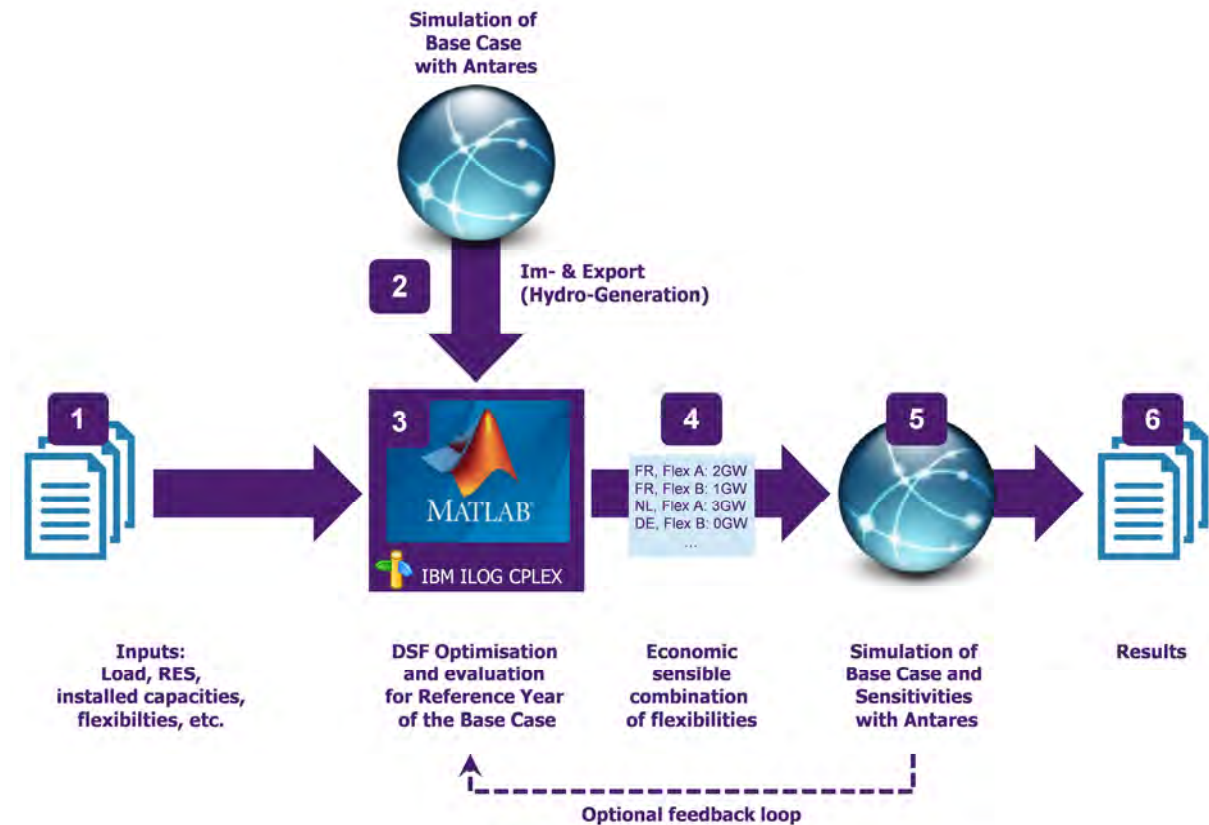 Simulation of
Base Case
with Antares
2
Im- & Export
(Hydro-Generation)
1
3
MATLAB®
IBM ILOG CPLEX
4
FR, Flex A: 2GW
FR, Flex B: 1GW
NL, Flex A: 3GW
DE, Flex B: 0GW
...
5
6
Inputs:
Load, RES,
installed capacities,
flexibilties, etc.
DSF Optimisation
and evaluation
for Reference Year
of the Base Case
Economic
sensible
combination
of flexibilities
Simulation of
Base Case and
Sensitivities
with Antares
Results
Optional feedback loop